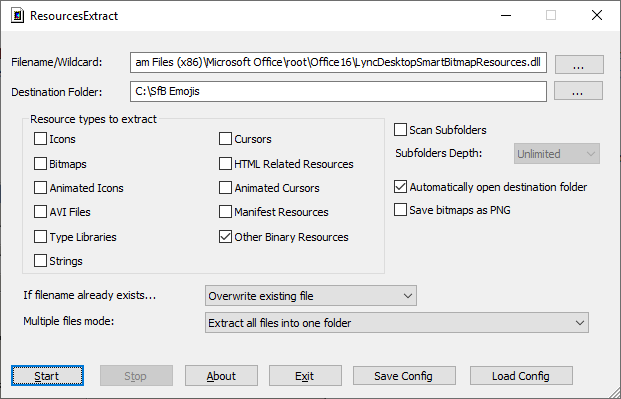 ResourcesExtract
Filename/Wildcard: am Files (x86)\Microsoft Office\root\Office16\LyncDesktopSmartBitmapResources.dll ...
Destination Folder: C:\SfB Emojis ...
Resource types to extract
Icons Cursors
Bitmaps HTML Related Resources
Animated Icons Animated Cursors
AVI Files Manifest Resources
Type Libraries Other Binary Resources
Strings
Scan Subfolders
Subfolders Depth: Unlimited
Automatically open destination folder
Save bitmaps as PNG
If filename already exists... Overwrite existing file
Multiple files mode: Extract all files into one folder
Start Stop About Exit Save Config Load Config